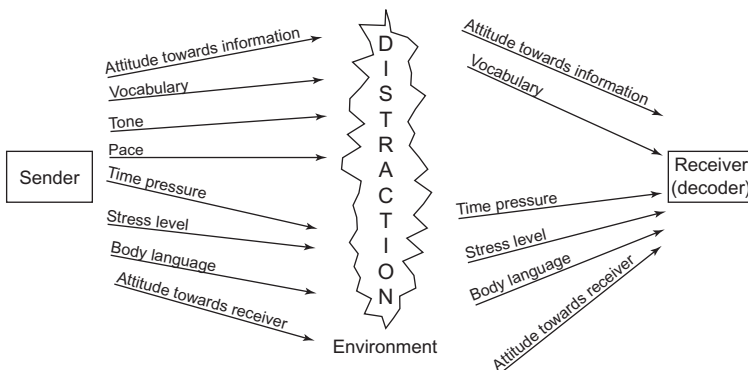 Attitude towards information
Vocabulary
Tone
Pace
Sender
Time pressure
Stress level
Body language
Attitude towards receiver
DISTRACTION
Environment
Attitude towards information
Vocabulary
Receiver
(decoder)
Time pressure
Stress level
Body language
Attitude towards receiver